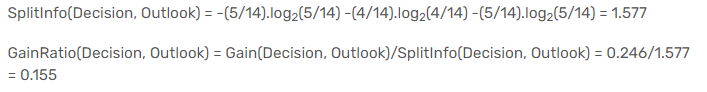 SplitInfo(Decision, Outlook) = -(5/14).log₂(5/14) -(4/14).log₂(4/14) -(5/14).log₂(5/14) = 1.577
GainRatio(Decision, Outlook) = Gain(Decision, Outlook)/SplitInfo(Decision, Outlook) = 0.246/1.577
= 0.155